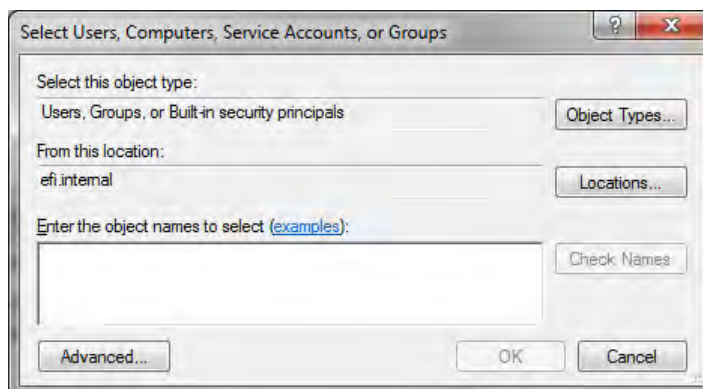 Select Users, Computers, Service Accounts, or Groups
?
Select this object type:
Users, Groups, or Built-in security principals
Object Types...
From this location:
efi.internal
Locations...
Enter the object names to select (examples):
Check Names
Advanced...
OK
Cancel